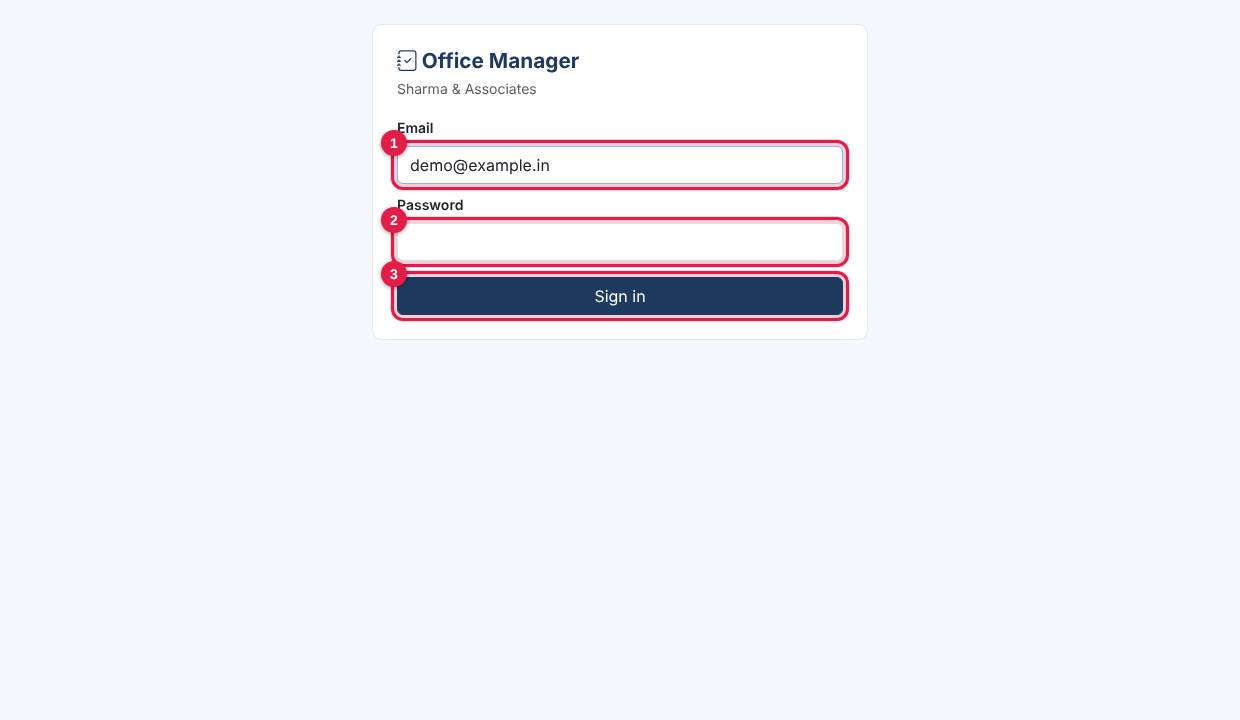 Office Manager
Sharma & Associates
Email
1
demo@example.in
Password
2
3
Sign in